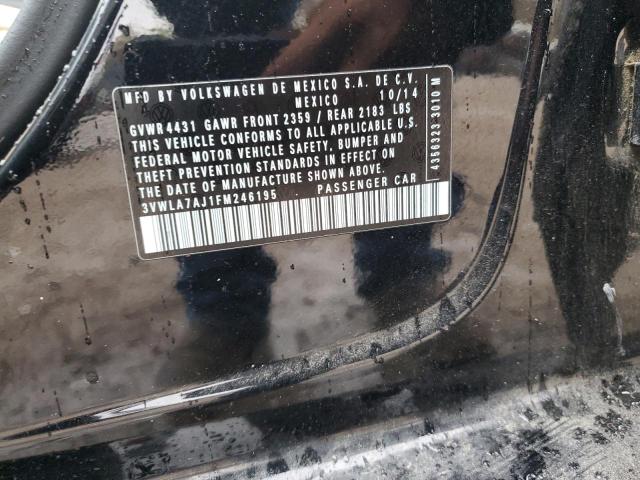 MFD BY VOLKSWAGEN DE MEXICO S.A. DE C.V.
MEXICO 10/14
GVWR4431 GAWR FRONT 2359 / REAR 2183 LBS
THIS VEHICLE CONFORMS TO ALL APPLICABLE U.S.
FEDERAL MOTOR VEHICLE SAFETY, BUMPER AND
THEFT PREVENTION STANDARDS IN EFFECT ON
THE DATE OF MANUFACTURE SHOWN ABOVE.
3VWLA7AJ1FM246195 PASSENGER CAR
4356323 3010 M